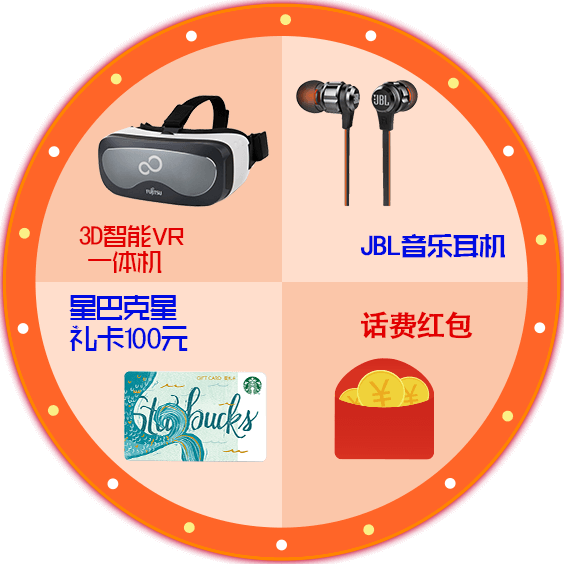 FUJITSU
JBL
3D智能VR
一体机
JBL音乐耳机
星巴克星
礼卡100元
话费红包
GIFT CARD 星礼卡
Starbucks
¥
¥